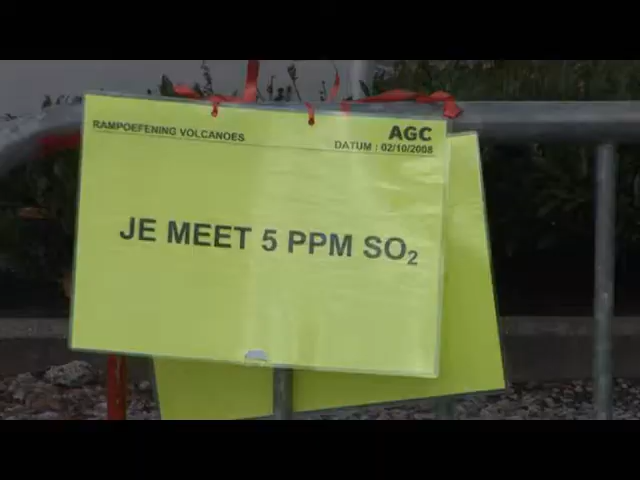 RAMPOEFENING VOLCANOES
AGC
DATUM : 02/10/2008
JE MEET 5 PPM SO₂